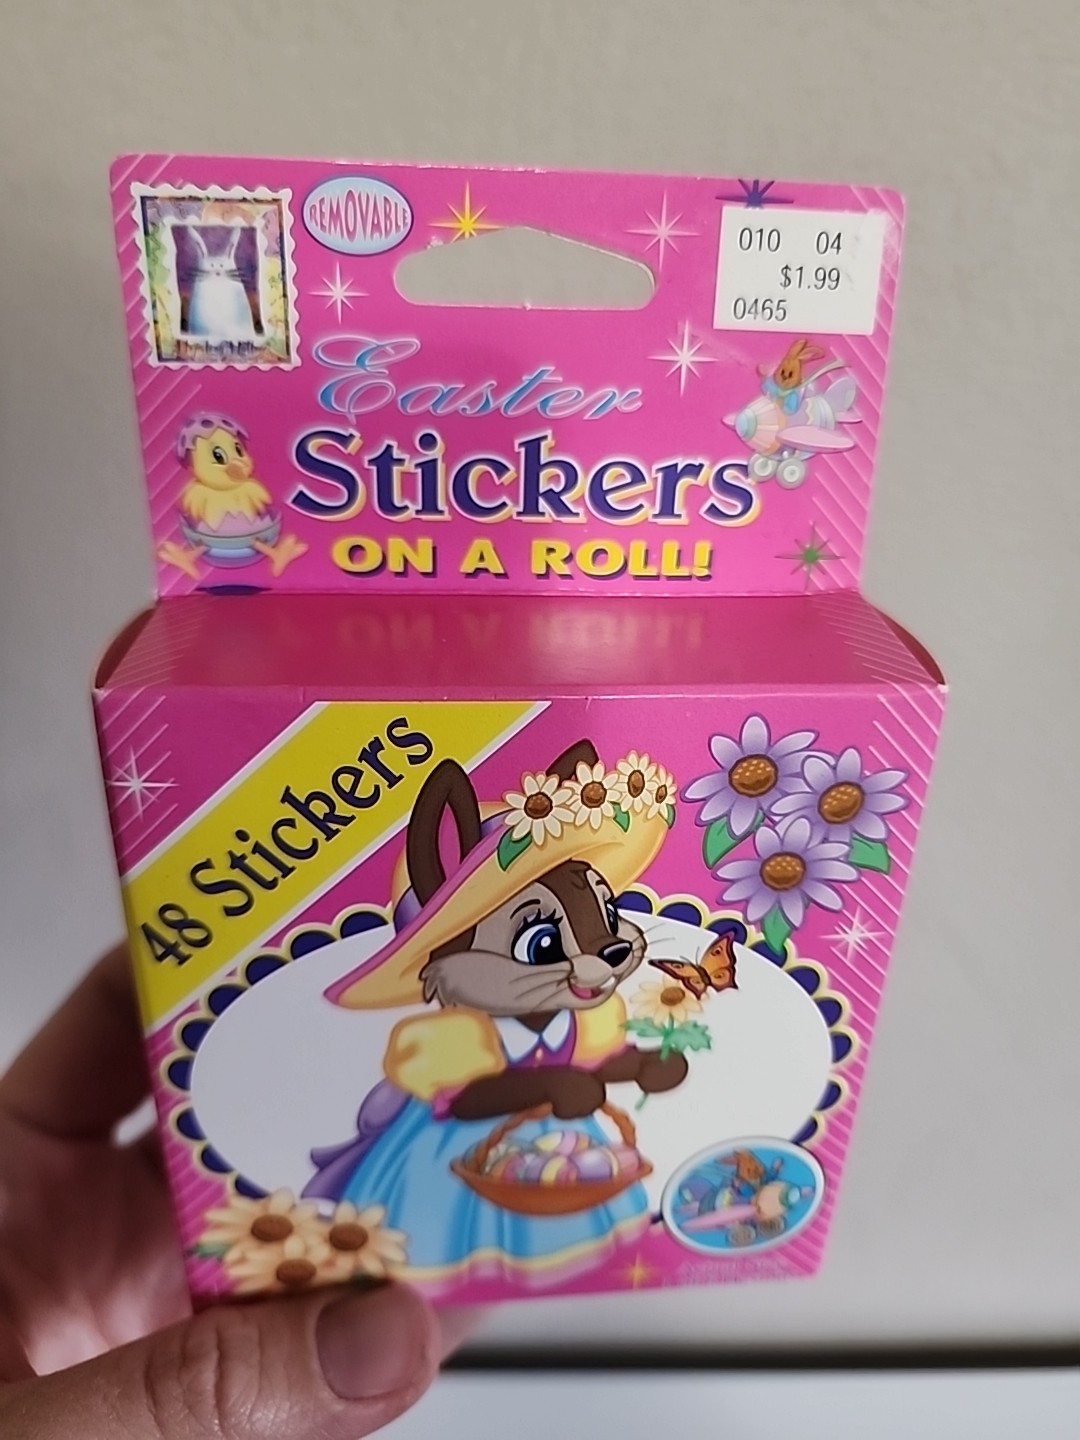 REMOVABLE
010 04
$1.99
0465
Easter
Stickers
ON A ROLL!
48 Stickers